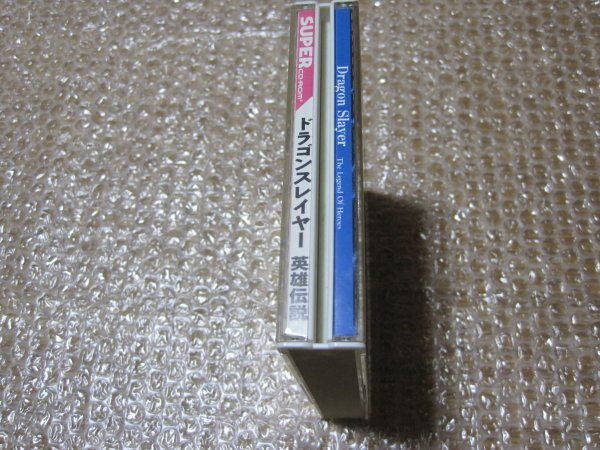 SUPER
CD-ROM²
ドラゴンスレイヤー 英雄伝説
Dragon Slayer The Legend Of Heroes